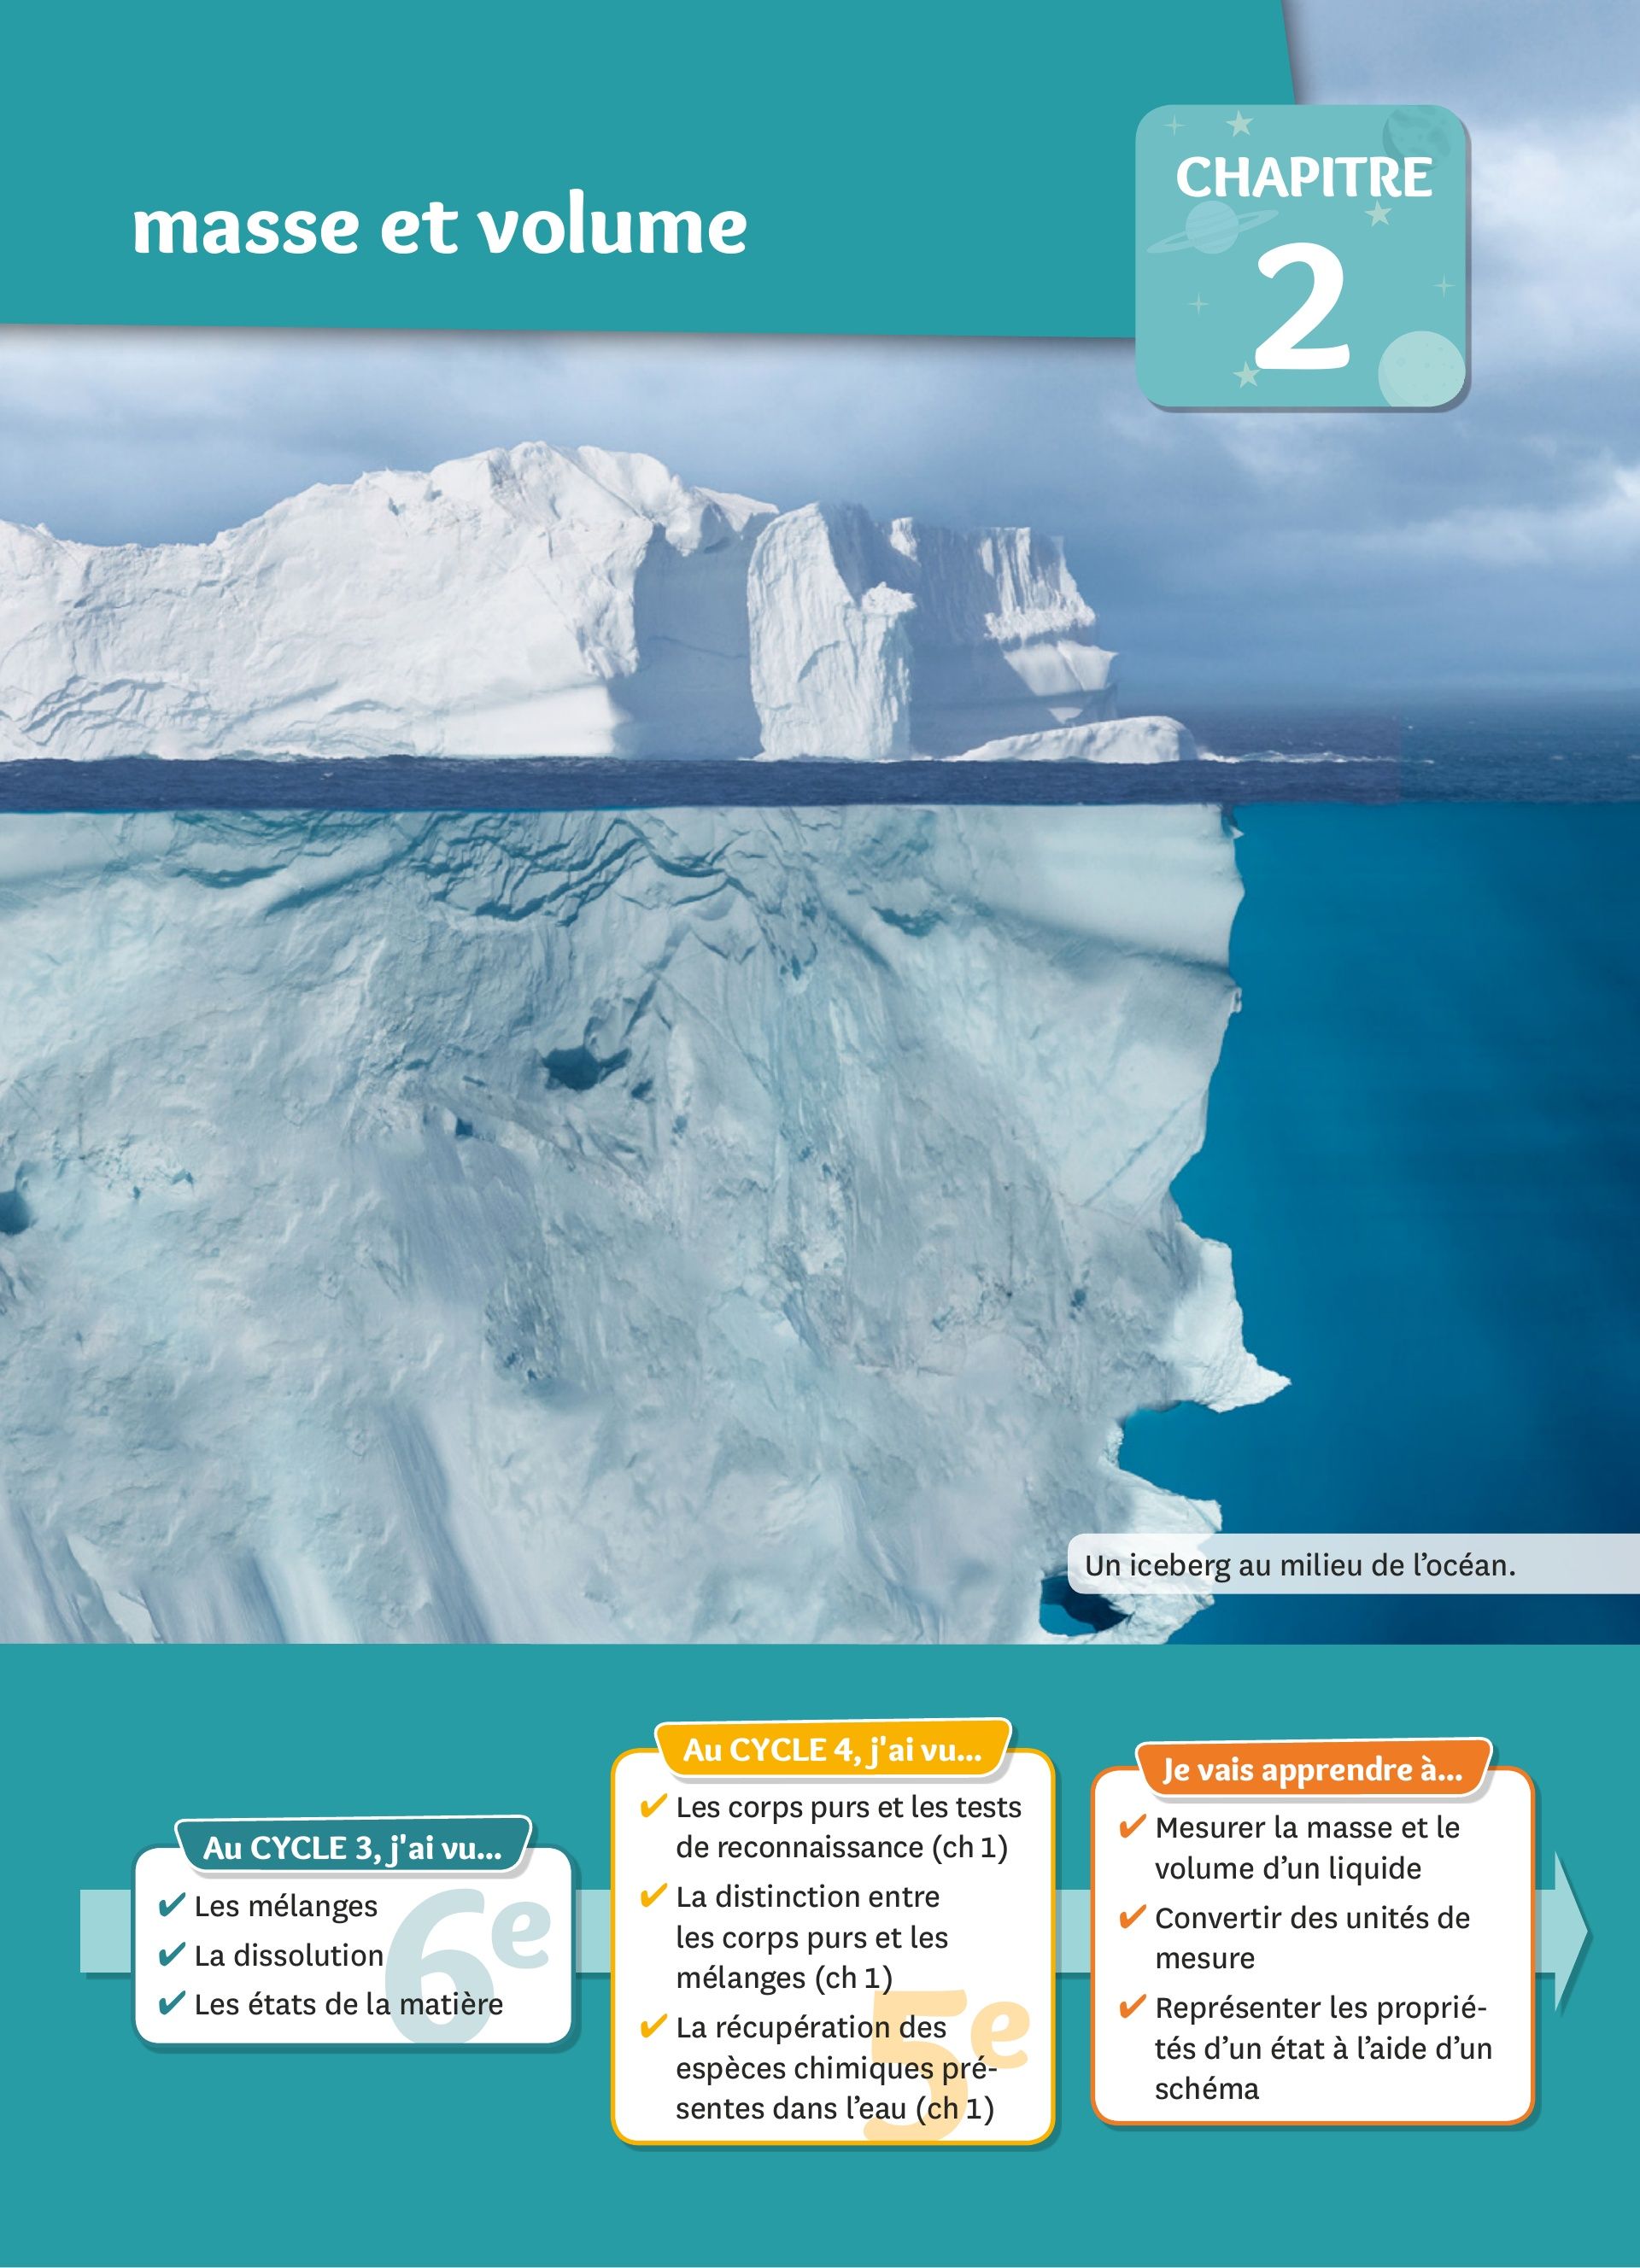 masse et volume
CHAPITRE
2
Un iceberg au milieu de l’océan.
Au CYCLE 3, j'ai vu...
✔ Les mélanges
✔ La dissolution
✔ Les états de la matière
6e
Au CYCLE 4, j'ai vu...
✔ Les corps purs et les tests
de reconnaissance (ch 1)
✔ La distinction entre
les corps purs et les
mélanges (ch 1)
✔ La récupération des
espèces chimiques pré-
sentes dans l’eau (ch 1)
5e
Je vais apprendre à...
✔ Mesurer la masse et le
volume d’un liquide
✔ Convertir des unités de
mesure
✔ Représenter les proprié-
tés d’un état à l’aide d’un
schéma